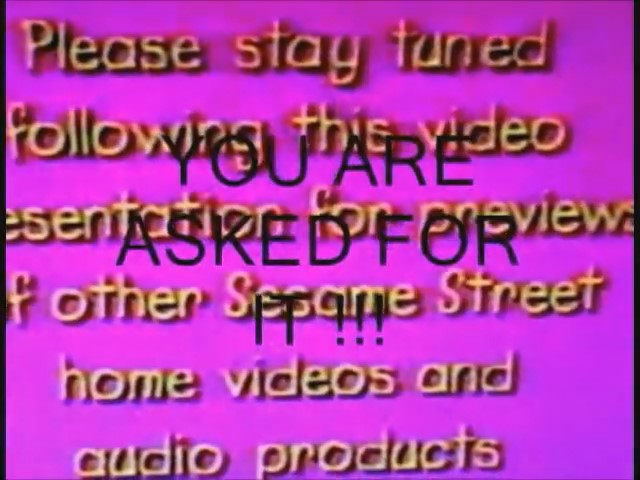 Please stay tuned
following this video
esentation for previews
f other Sesame Street
home videos and
audio products
YOU ARE
ASKED FOR
IT !!!